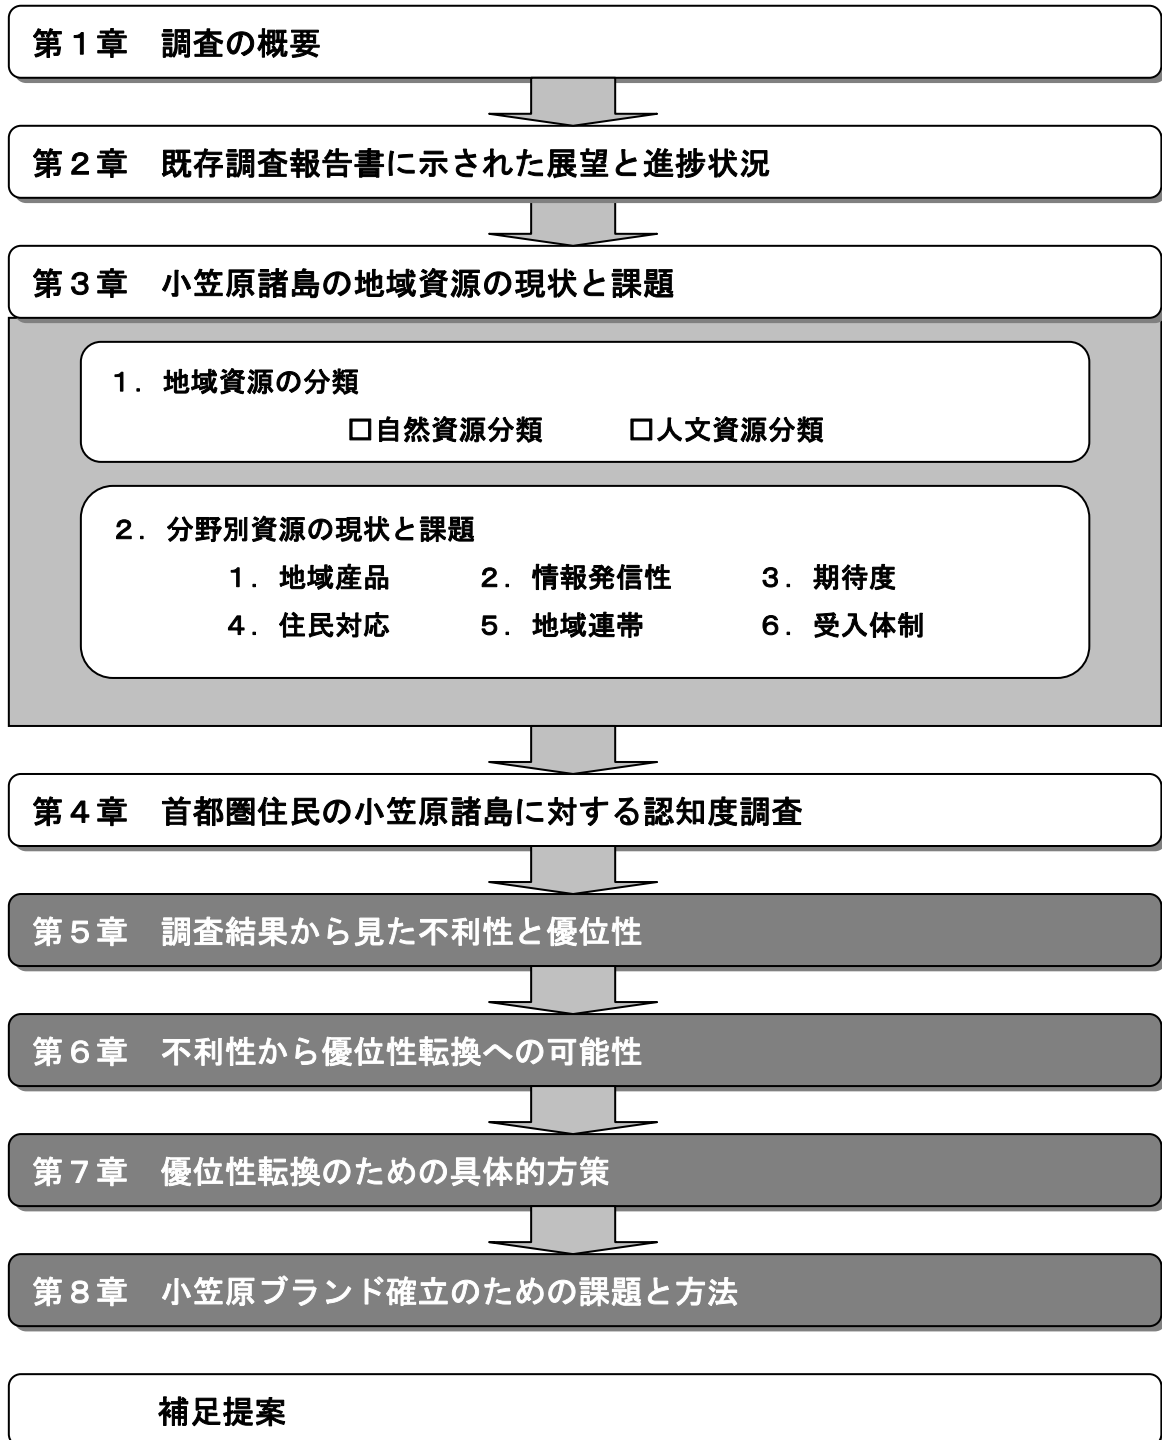 第１章　調査の概要
第２章　既存調査報告書に示された展望と進捗状況
第３章　小笠原諸島の地域資源の現状と課題
１．地域資源の分類
□自然資源分類　　　□人文資源分類
２．分野別資源の現状と課題
１．地域産品　　　２．情報発信性　　　３．期待度
４．住民対応　　　５．地域連帯　　　６．受入体制
第４章　首都圏住民の小笠原諸島に対する認知度調査
第５章　調査結果から見た不利性と優位性
第６章　不利性から優位性転換への可能性
第７章　優位性転換のための具体的方策
第８章　小笠原ブランド確立のための課題と方法
補足提案